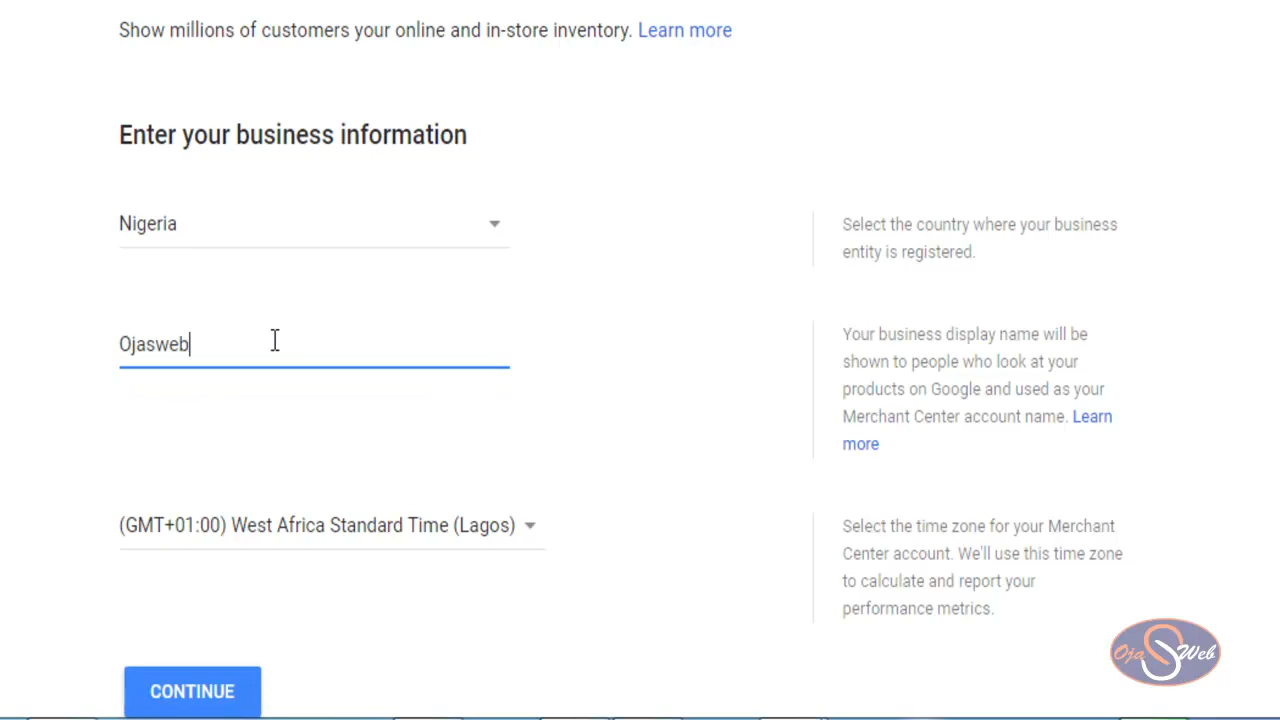 Show millions of customers your online and in-store inventory. Learn more
Enter your business information
Nigeria
Select the country where your business
entity is registered.
Ojasweb
Your business display name will be
shown to people who look at your
products on Google and used as your
Merchant Center account name. Learn
more
(GMT+01:00) West Africa Standard Time (Lagos)
Select the time zone for your Merchant
Center account. We'll use this time zone
to calculate and report your
performance metrics.
CONTINUE
Oja S Web